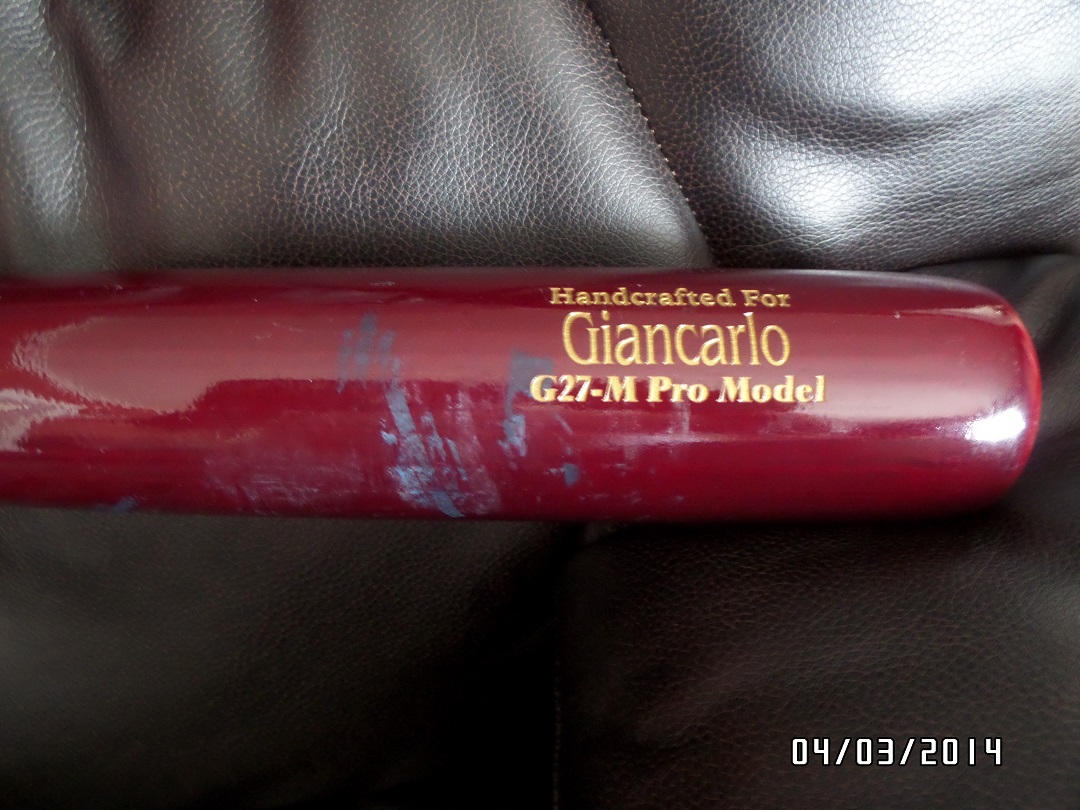 Handcrafted For
Giancarlo
G27-M Pro Model
04/03/2014